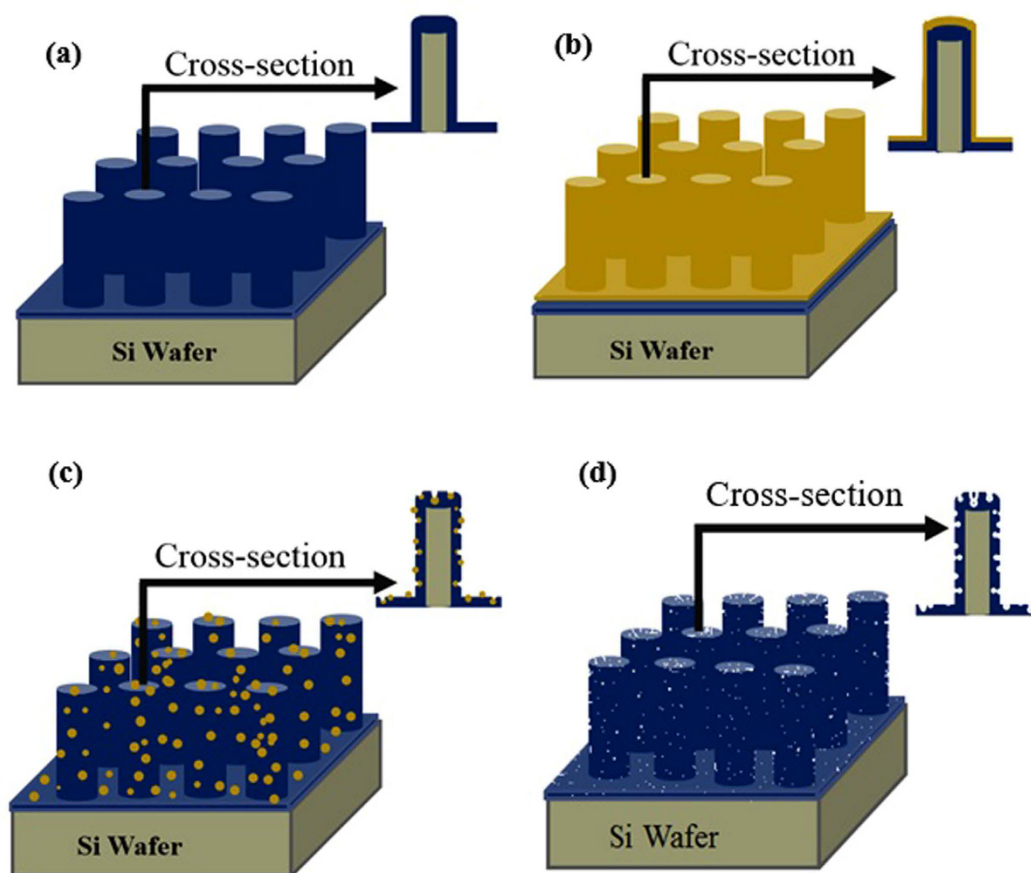 (a)
Cross-section
Si Wafer
(b)
Cross-section
Si Wafer
(c)
Cross-section
Si Wafer
(d)
Cross-section
Si Wafer